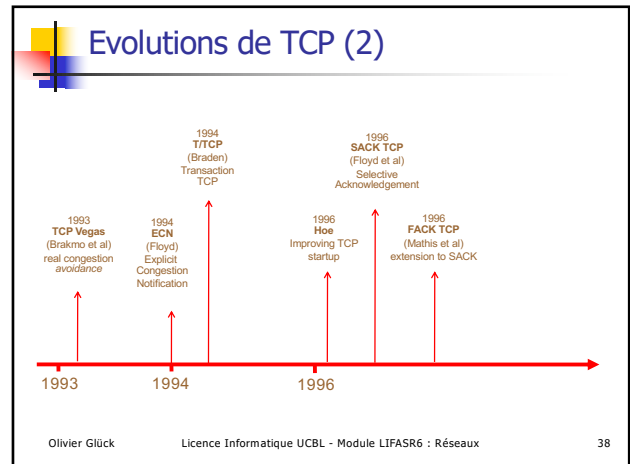 Evolutions de TCP (2)
1993
TCP Vegas
(Brakmo et al)
real congestion
avoidance
1994
ECN
(Floyd)
Explicit
Congestion
Notification
1994
T/TCP
(Braden)
Transaction
TCP
1996
Hoe
Improving TCP
startup
1996
SACK TCP
(Floyd et al)
Selective
Acknowledgement
1996
FACK TCP
(Mathis et al)
extension to SACK
1993
1994
1996
Olivier Glück
Licence Informatique UCBL - Module LIFASR6 : Réseaux
38